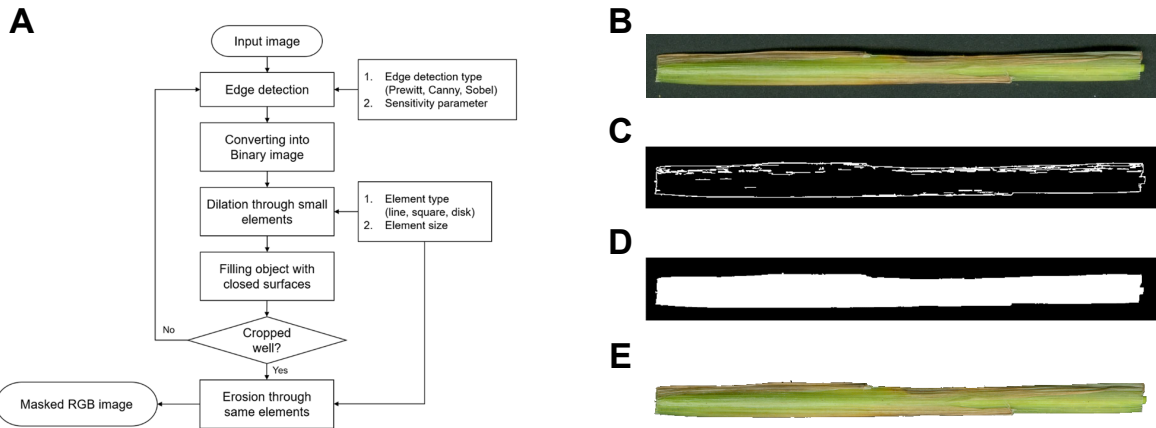 A
Input image
Edge detection
1. Edge detection type
(Prewitt, Canny, Sobel)
2. Sensitivity parameter
Converting into
Binary image
Dilation through small
elements
1. Element type
(line, square, disk)
2. Element size
Filling object with
closed surfaces
No
Cropped
well?
Yes
Erosion through
same elements
Masked RGB image
B
C
D
E